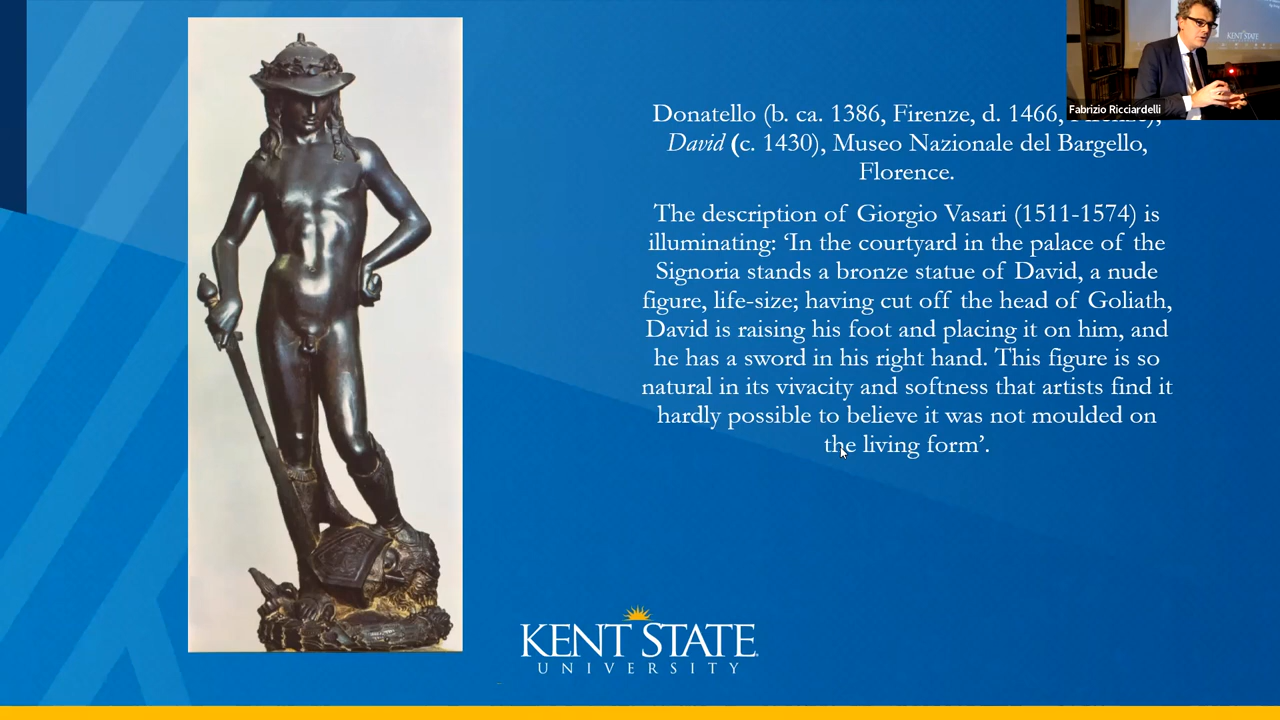 KENT STATE
Fabrizio Ricciardelli
Donatello (b. ca. 1386, Firenze, d. 1466,
David (c. 1430), Museo Nazionale del Bargello,
Florence.
The description of Giorgio Vasari (1511-1574) is
illuminating: ‘In the courtyard in the palace of the
Signoria stands a bronze statue of David, a nude
figure, life-size; having cut off the head of Goliath,
David is raising his foot and placing it on him, and
he has a sword in his right hand. This figure is so
natural in its vivacity and softness that artists find it
hardly possible to believe it was not moulded on
the living form’.
KENT STATE
UNIVERSITY